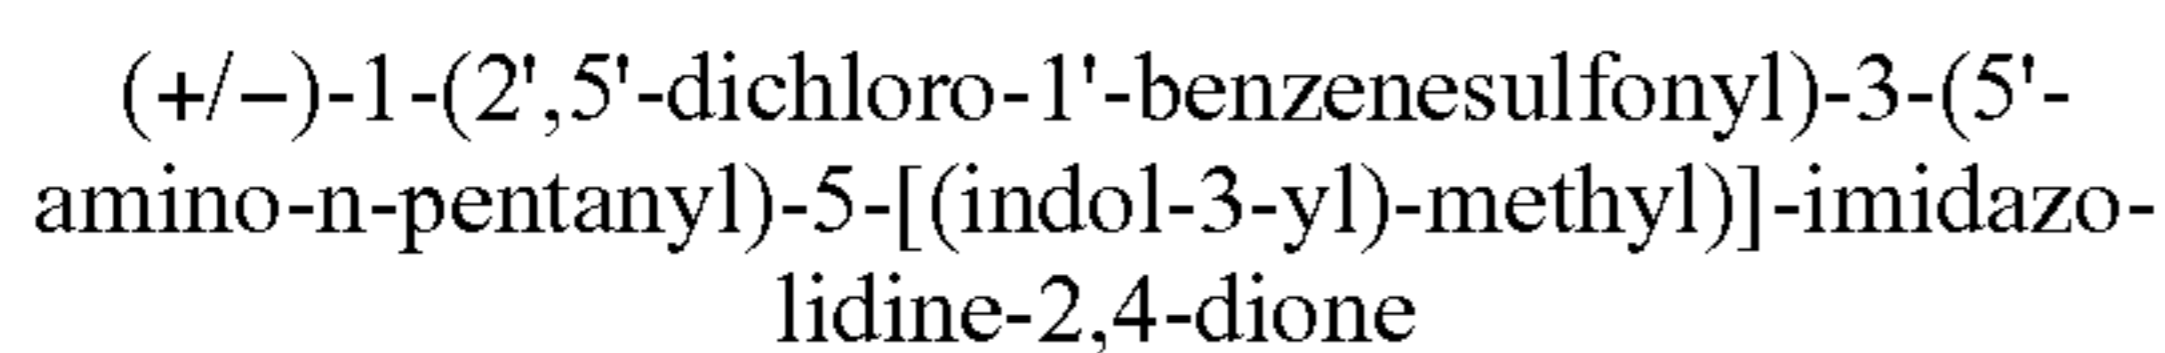 (+/−)-1-(2',5'-dichloro-1'-benzenesulfonyl)-3-(5'-
amino-n-pentanyl)-5-[(indol-3-yl)-methyl)]-imidazo-
lidine-2,4-dione